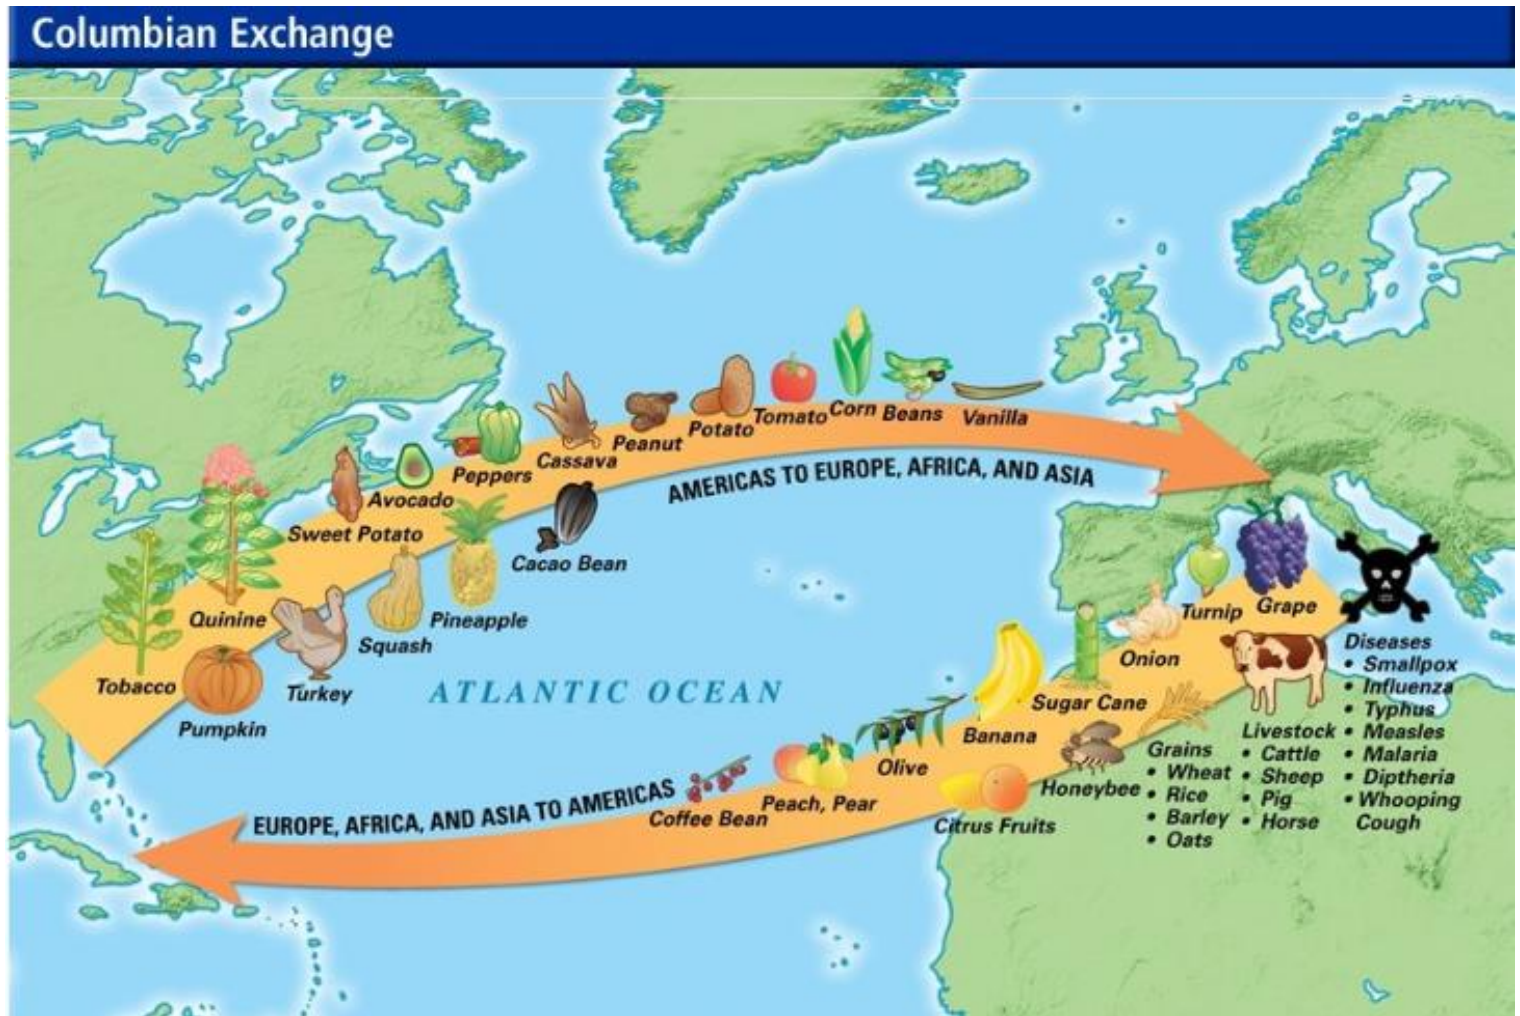 Columbian Exchange
Tomato
Corn
Beans
Vanilla
Potato
Peanut
Cassava
Peppers
Avocado
Sweet Potato
AMERICAS TO EUROPE, AFRICA, AND ASIA
Cacao Bean
Pineapple
Quinine
Squash
Tobacco
Turkey
Pumpkin
ATLANTIC OCEAN
Turnip
Grape
Onion
Sugar Cane
Banana
Olive
Peach, Pear
Coffee Bean
Citrus Fruits
Honeybee
EUROPE, AFRICA, AND ASIA TO AMERICAS
Grains
• Wheat
• Rice
• Barley
• Oats
Livestock
• Cattle
• Sheep
• Pig
• Horse
Diseases
• Smallpox
• Influenza
• Typhus
• Measles
• Malaria
• Diptheria
• Whooping
Cough